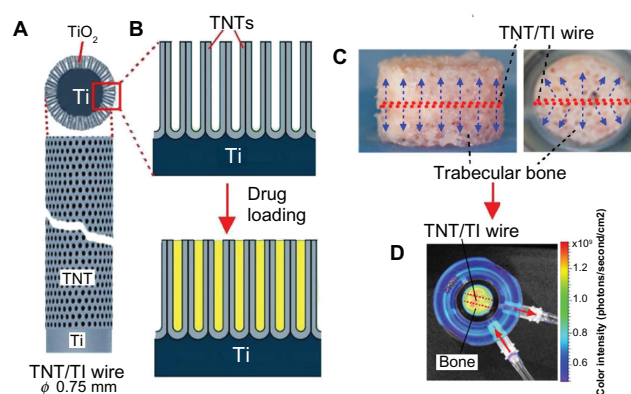 A
TiO2
Ti
TNT
Ti
TNT/TI wire
ϕ 0.75 mm
B
TNTs
Ti
Drug
loading
Ti
C
TNT/TI wire
Trabecular bone
D
TNT/TI wire
Bone
x10⁹
1.2
1.0
0.8
0.6
Color intensity (photons/second/cm2)